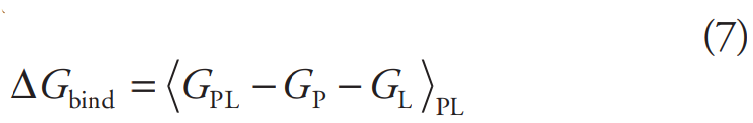 (7)
ΔG_bind = ⟨G_PL − G_P − G_L⟩_PL